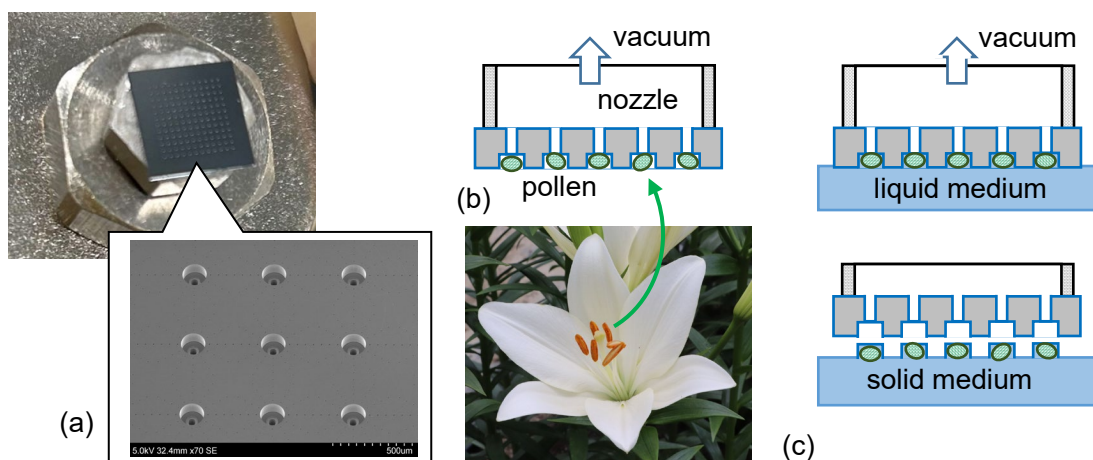 vacuum
nozzle
pollen
(b)
vacuum
liquid medium
solid medium
(a)
5.0kV 32.4mm x70 SE
500um
(c)